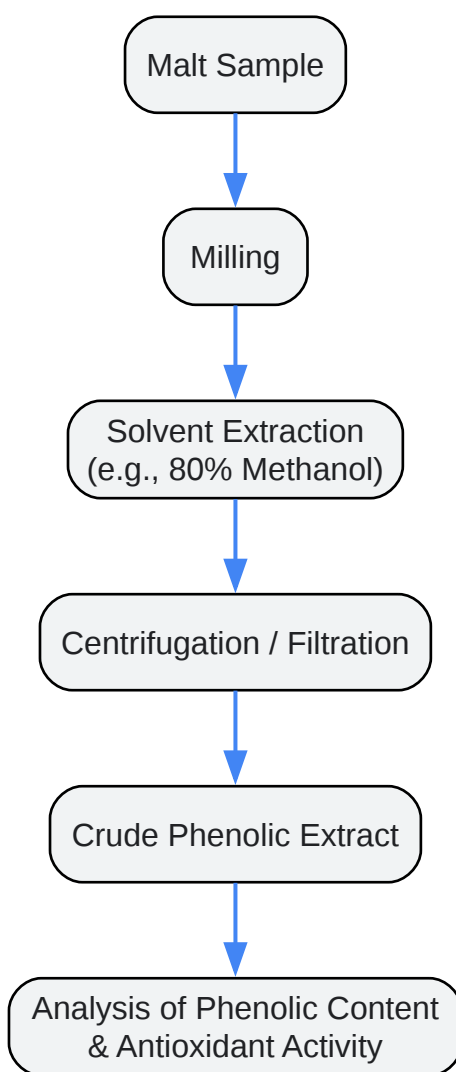 Malt Sample
Milling
Solvent Extraction
(e.g., 80% Methanol)
Centrifugation / Filtration
Crude Phenolic Extract
Analysis of Phenolic Content
& Antioxidant Activity